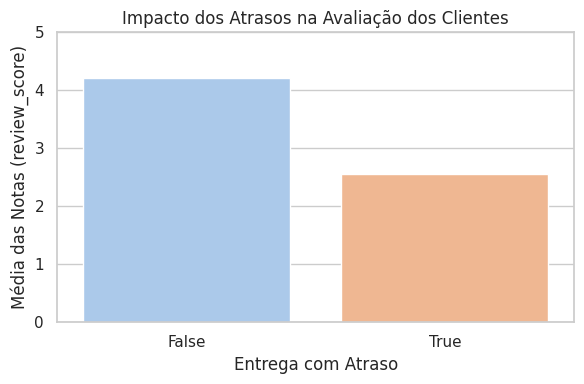 Impacto dos Atrasos na Avaliação dos Clientes
Média das Notas (review_score)
5
4
3
2
1
0
False
True
Entrega com Atraso